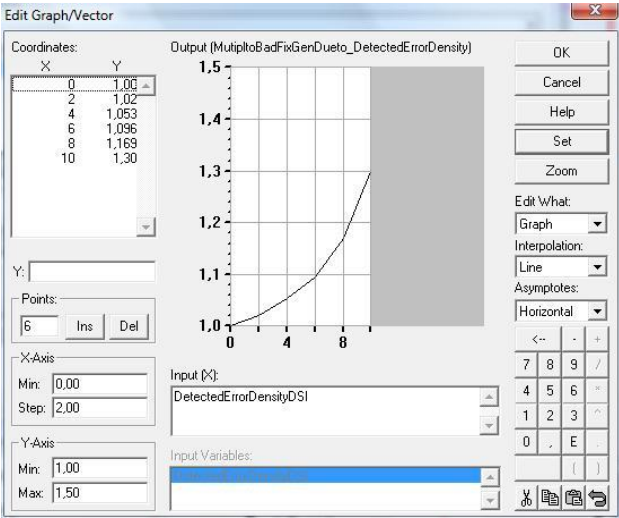 Edit Graph/Vector
Coordinates:
X Y
0 1,00
2 1,02
4 1,053
6 1,096
8 1,169
10 1,30
Y:
Points:
6 Ins Del
X-Axis
Min: 0,00
Step: 2,00
Y-Axis
Min: 1,00
Max: 1,50
Output (MutipltoBadFixGenDueto_DetectedErrorDensity)
1,5
1,4
1,3
1,2
1,1
1,0
0 4 8
Input (X):
DetectedErrorDensityDSI
Input Variables:
OK
Cancel
Help
Set
Zoom
Edit What:
Graph
Interpolation:
Line
Asymptotes:
Horizontal
<-- - +
7 8 9 /
4 5 6 *
1 2 3 ^
0 , E .
( )